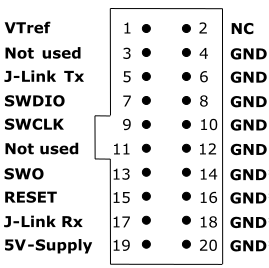 VTref 1 2 NC
Not used 3 4 GND
J-Link Tx 5 6 GND
SWDIO 7 8 GND
SWCLK 9 10 GND
Not used 11 12 GND
SWO 13 14 GND
RESET 15 16 GND
J-Link Rx 17 18 GND
5V-Supply 19 20 GND